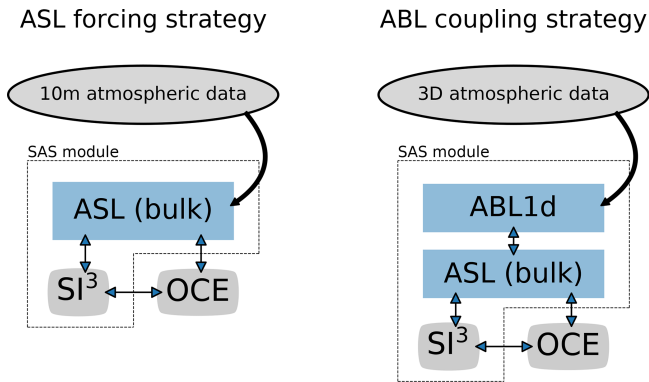 ASL forcing strategy
10m atmospheric data
SAS module
ASL (bulk)
SI³
OCE
ABL coupling strategy
3D atmospheric data
SAS module
ABL1d
ASL (bulk)
SI³
OCE